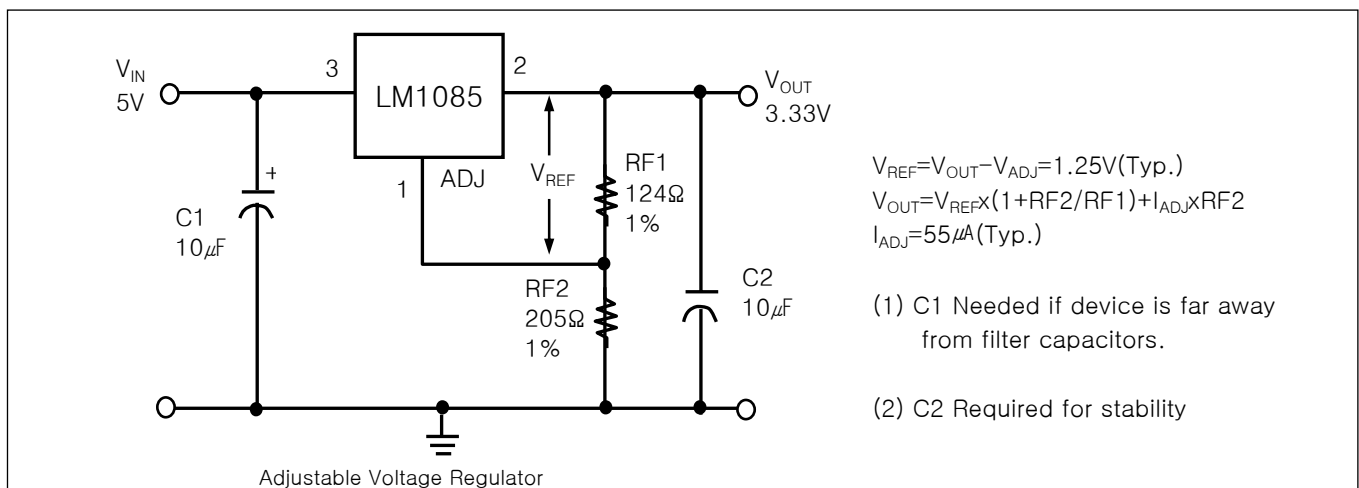 V_IN
5V
3
LM1085
2
V_OUT
3.33V
1
ADJ
V_REF
RF1
124Ω
1%
+
C1
10㎌
RF2
205Ω
1%
C2
10㎌
V_REF=V_OUT-V_ADJ=1.25V(Typ.)
V_OUT=V_REFx(1+RF2/RF1)+I_ADJxRF2
I_ADJ=55㎂(Typ.)
(1) C1 Needed if device is far away
from filter capacitors.
(2) C2 Required for stability
Adjustable Voltage Regulator